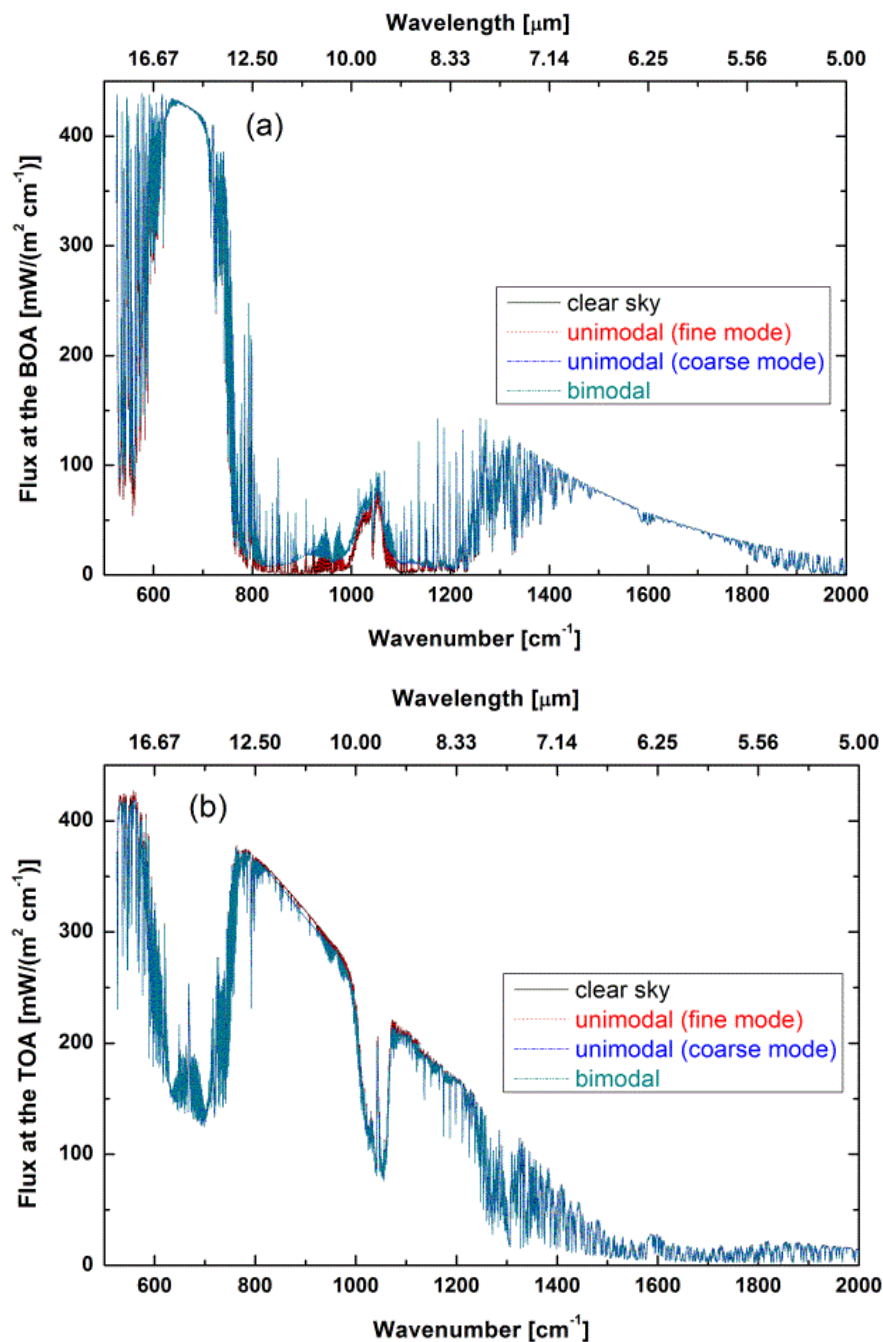 Wavelength [μm]
16.67 12.50 10.00 8.33 7.14 6.25 5.56 5.00
(a)
400
300
200
100
0
Flux at the BOA [mW/(m² cm⁻¹)]
clear sky
unimodal (fine mode)
unimodal (coarse mode)
bimodal
600 800 1000 1200 1400 1600 1800 2000
Wavenumber [cm⁻¹]
Wavelength [μm]
16.67 12.50 10.00 8.33 7.14 6.25 5.56 5.00
(b)
400
300
200
100
0
Flux at the TOA [mW/(m² cm⁻¹)]
clear sky
unimodal (fine mode)
unimodal (coarse mode)
bimodal
600 800 1000 1200 1400 1600 1800 2000
Wavenumber [cm⁻¹]